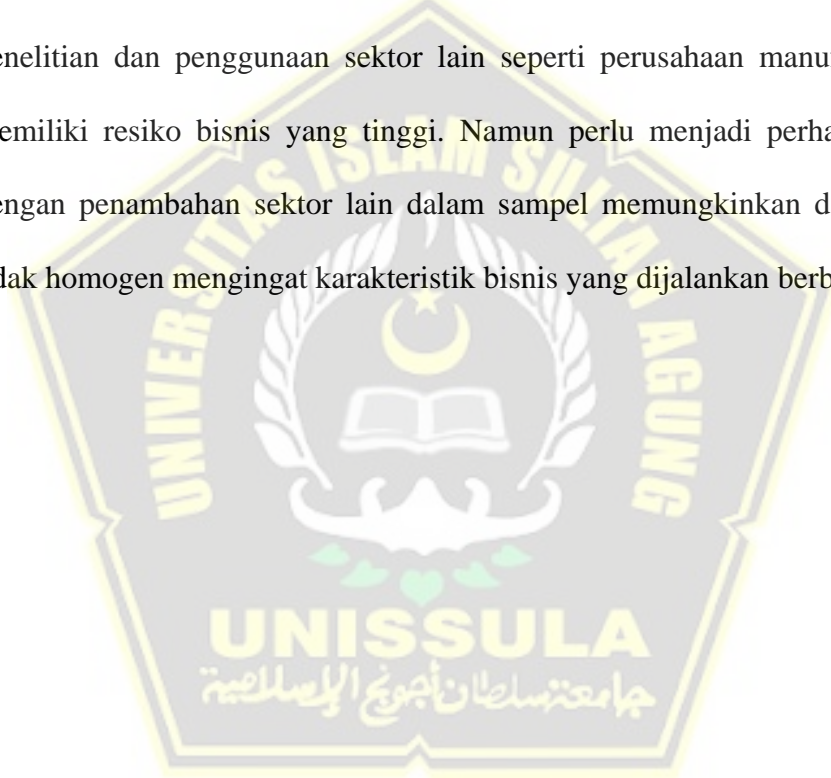 enelitian dan penggunaan sektor lain seperti perusahaan manu
emiliki resiko bisnis yang tinggi. Namun perlu menjadi perha
engan penambahan sektor lain dalam sampel memungkinkan d
dak homogen mengingat karakteristik bisnis yang dijalankan berb
UNIVERSITAS ISLAM SULTAN AGUNG
UNISSULA
جامعة سلطان أجونج الإسلامية